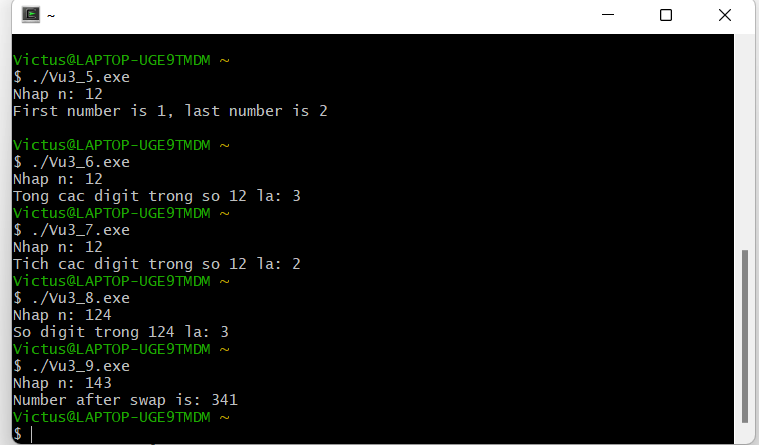 ~
Victus@LAPTOP-UGE9TMDM ~
$ ./Vu3_5.exe
Nhap n: 12
First number is 1, last number is 2
Victus@LAPTOP-UGE9TMDM ~
$ ./Vu3_6.exe
Nhap n: 12
Tong cac digit trong so 12 la: 3
Victus@LAPTOP-UGE9TMDM ~
$ ./Vu3_7.exe
Nhap n: 12
Tich cac digit trong so 12 la: 2
Victus@LAPTOP-UGE9TMDM ~
$ ./Vu3_8.exe
Nhap n: 124
So digit trong 124 la: 3
Victus@LAPTOP-UGE9TMDM ~
$ ./Vu3_9.exe
Nhap n: 143
Number after swap is: 341
Victus@LAPTOP-UGE9TMDM ~
$